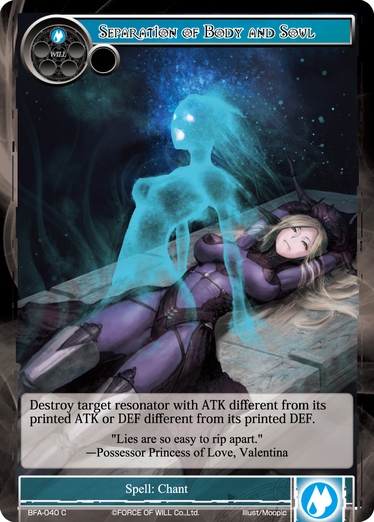 Separation of Body and Soul
WILL
Destroy target resonator with ATK different from its
printed ATK or DEF different from its printed DEF.
"Lies are so easy to rip apart."
—Possessor Princess of Love, Valentina
Spell: Chant
BFA-040 C ©FORCE OF WILL Co.,Ltd. Illust/Moopic